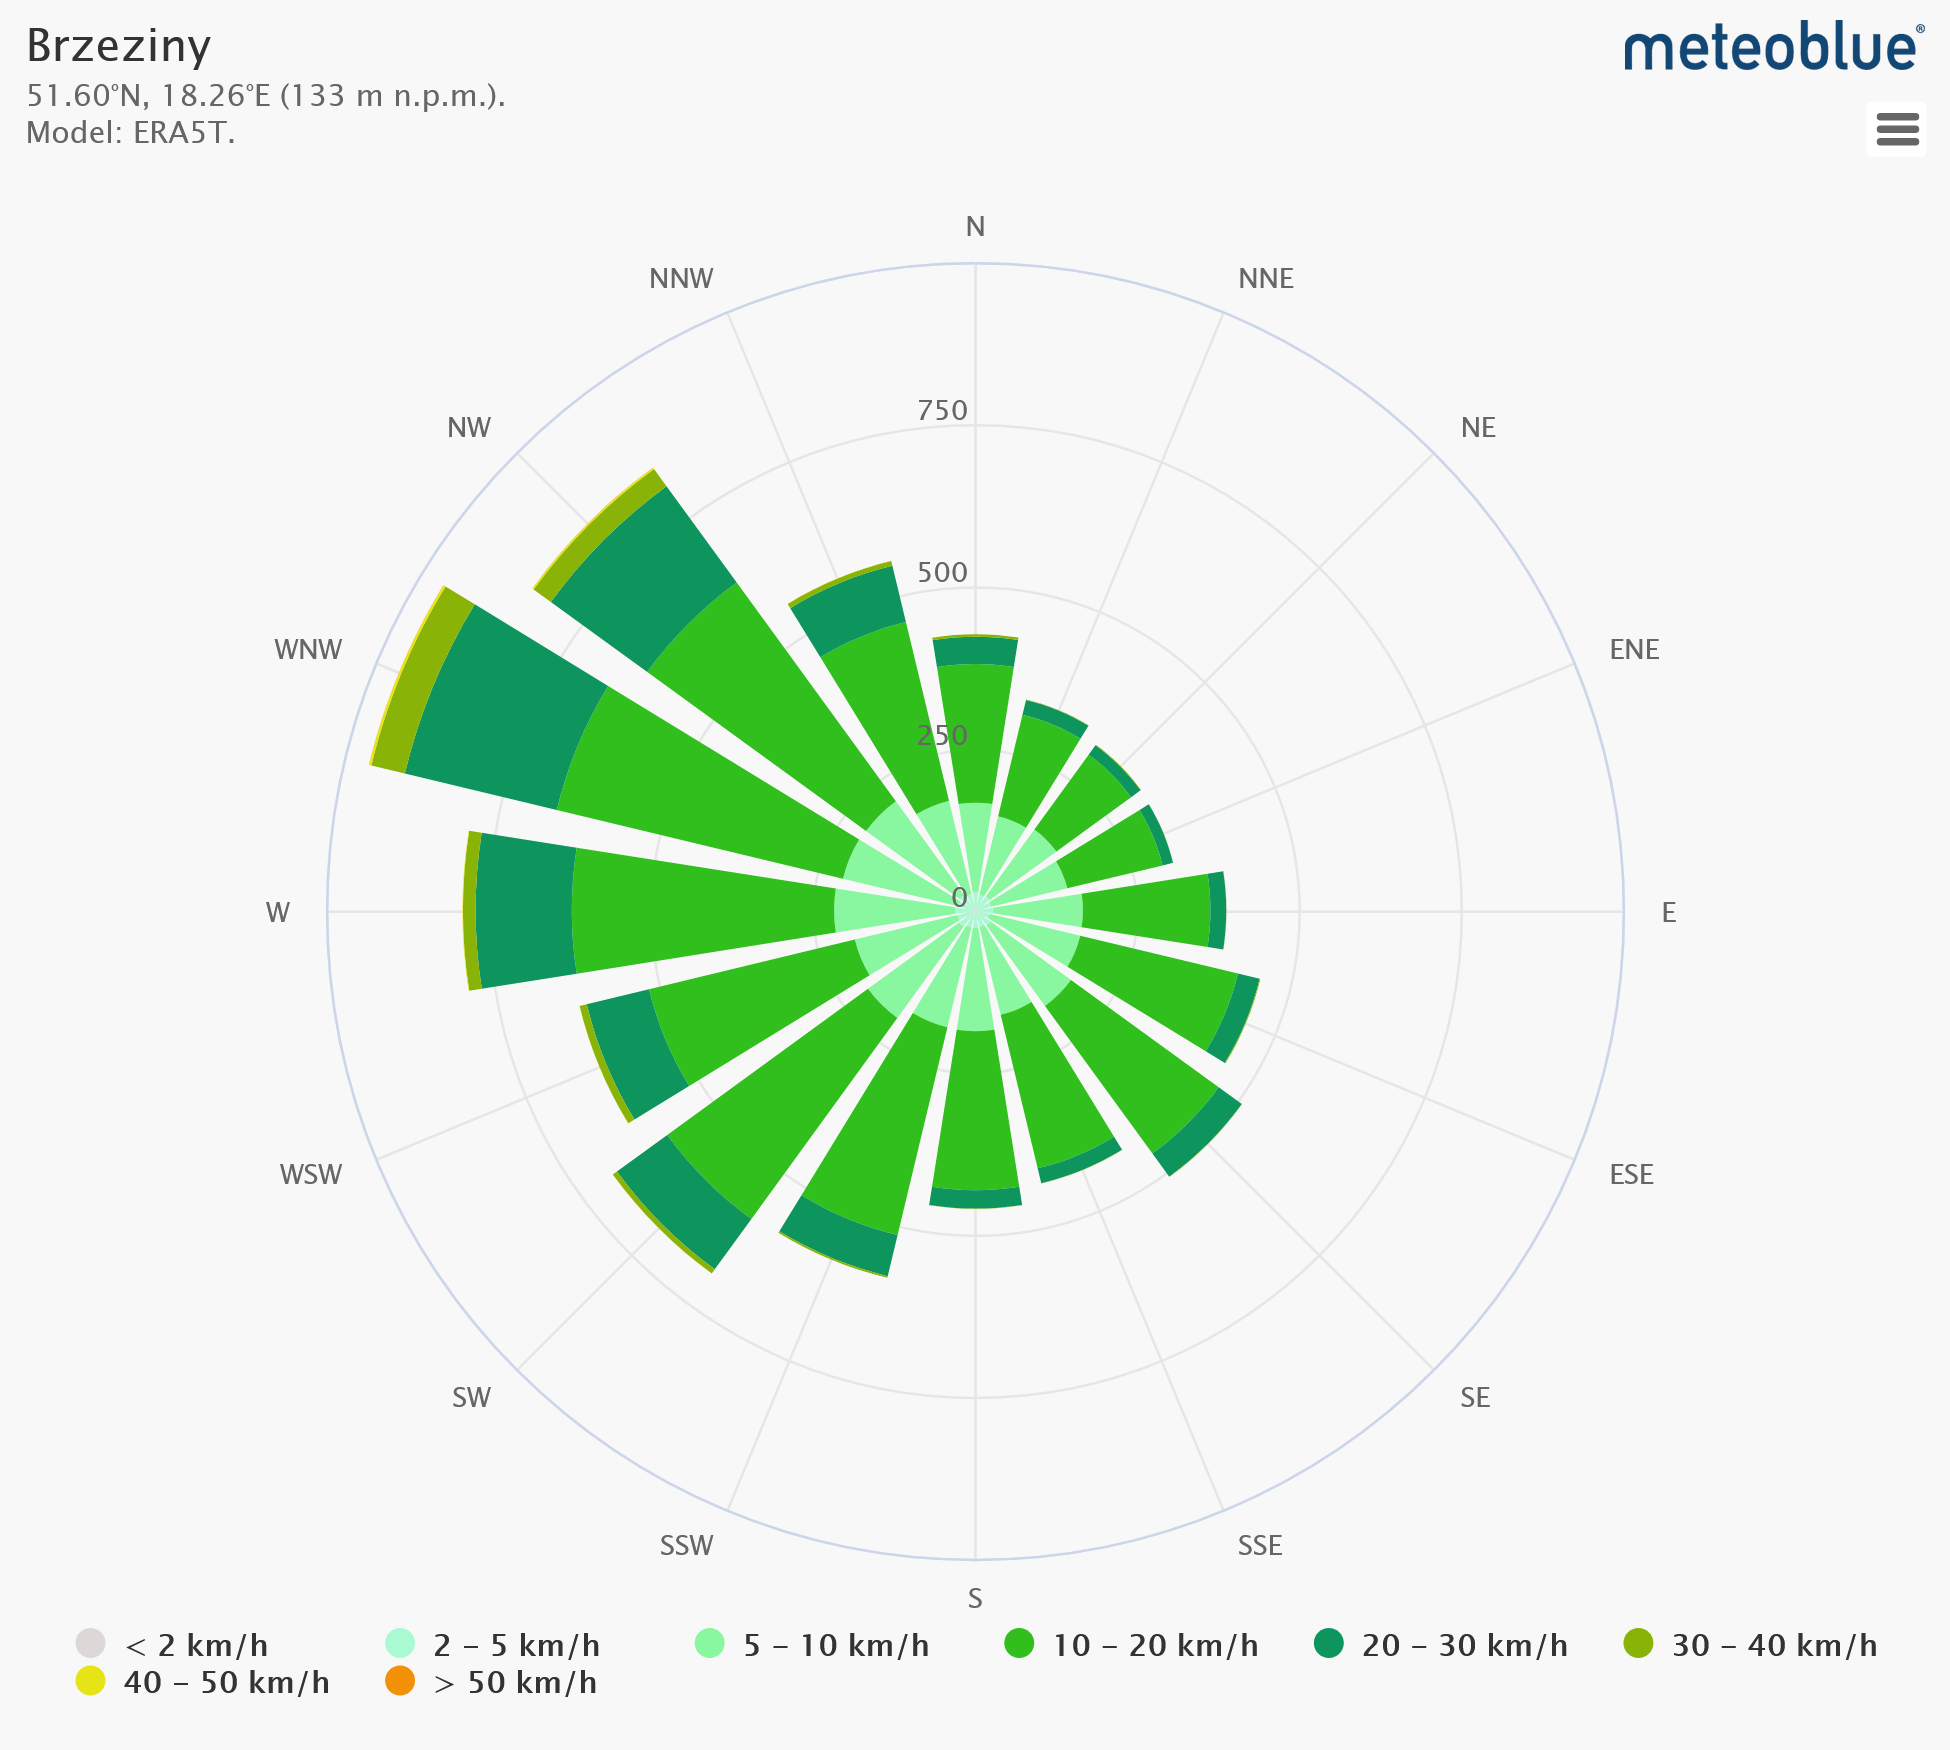 Brzeziny
51.60°N, 18.26°E (133 m n.p.m.).
Model: ERA5T.
meteoblue®
N
NNW
NNE
750
NW
NE
500
WNW
ENE
250
0
W
E
WSW
ESE
SW
SE
SSW
SSE
S
< 2 km/h
2 – 5 km/h
5 – 10 km/h
10 – 20 km/h
20 – 30 km/h
30 – 40 km/h
40 – 50 km/h
> 50 km/h